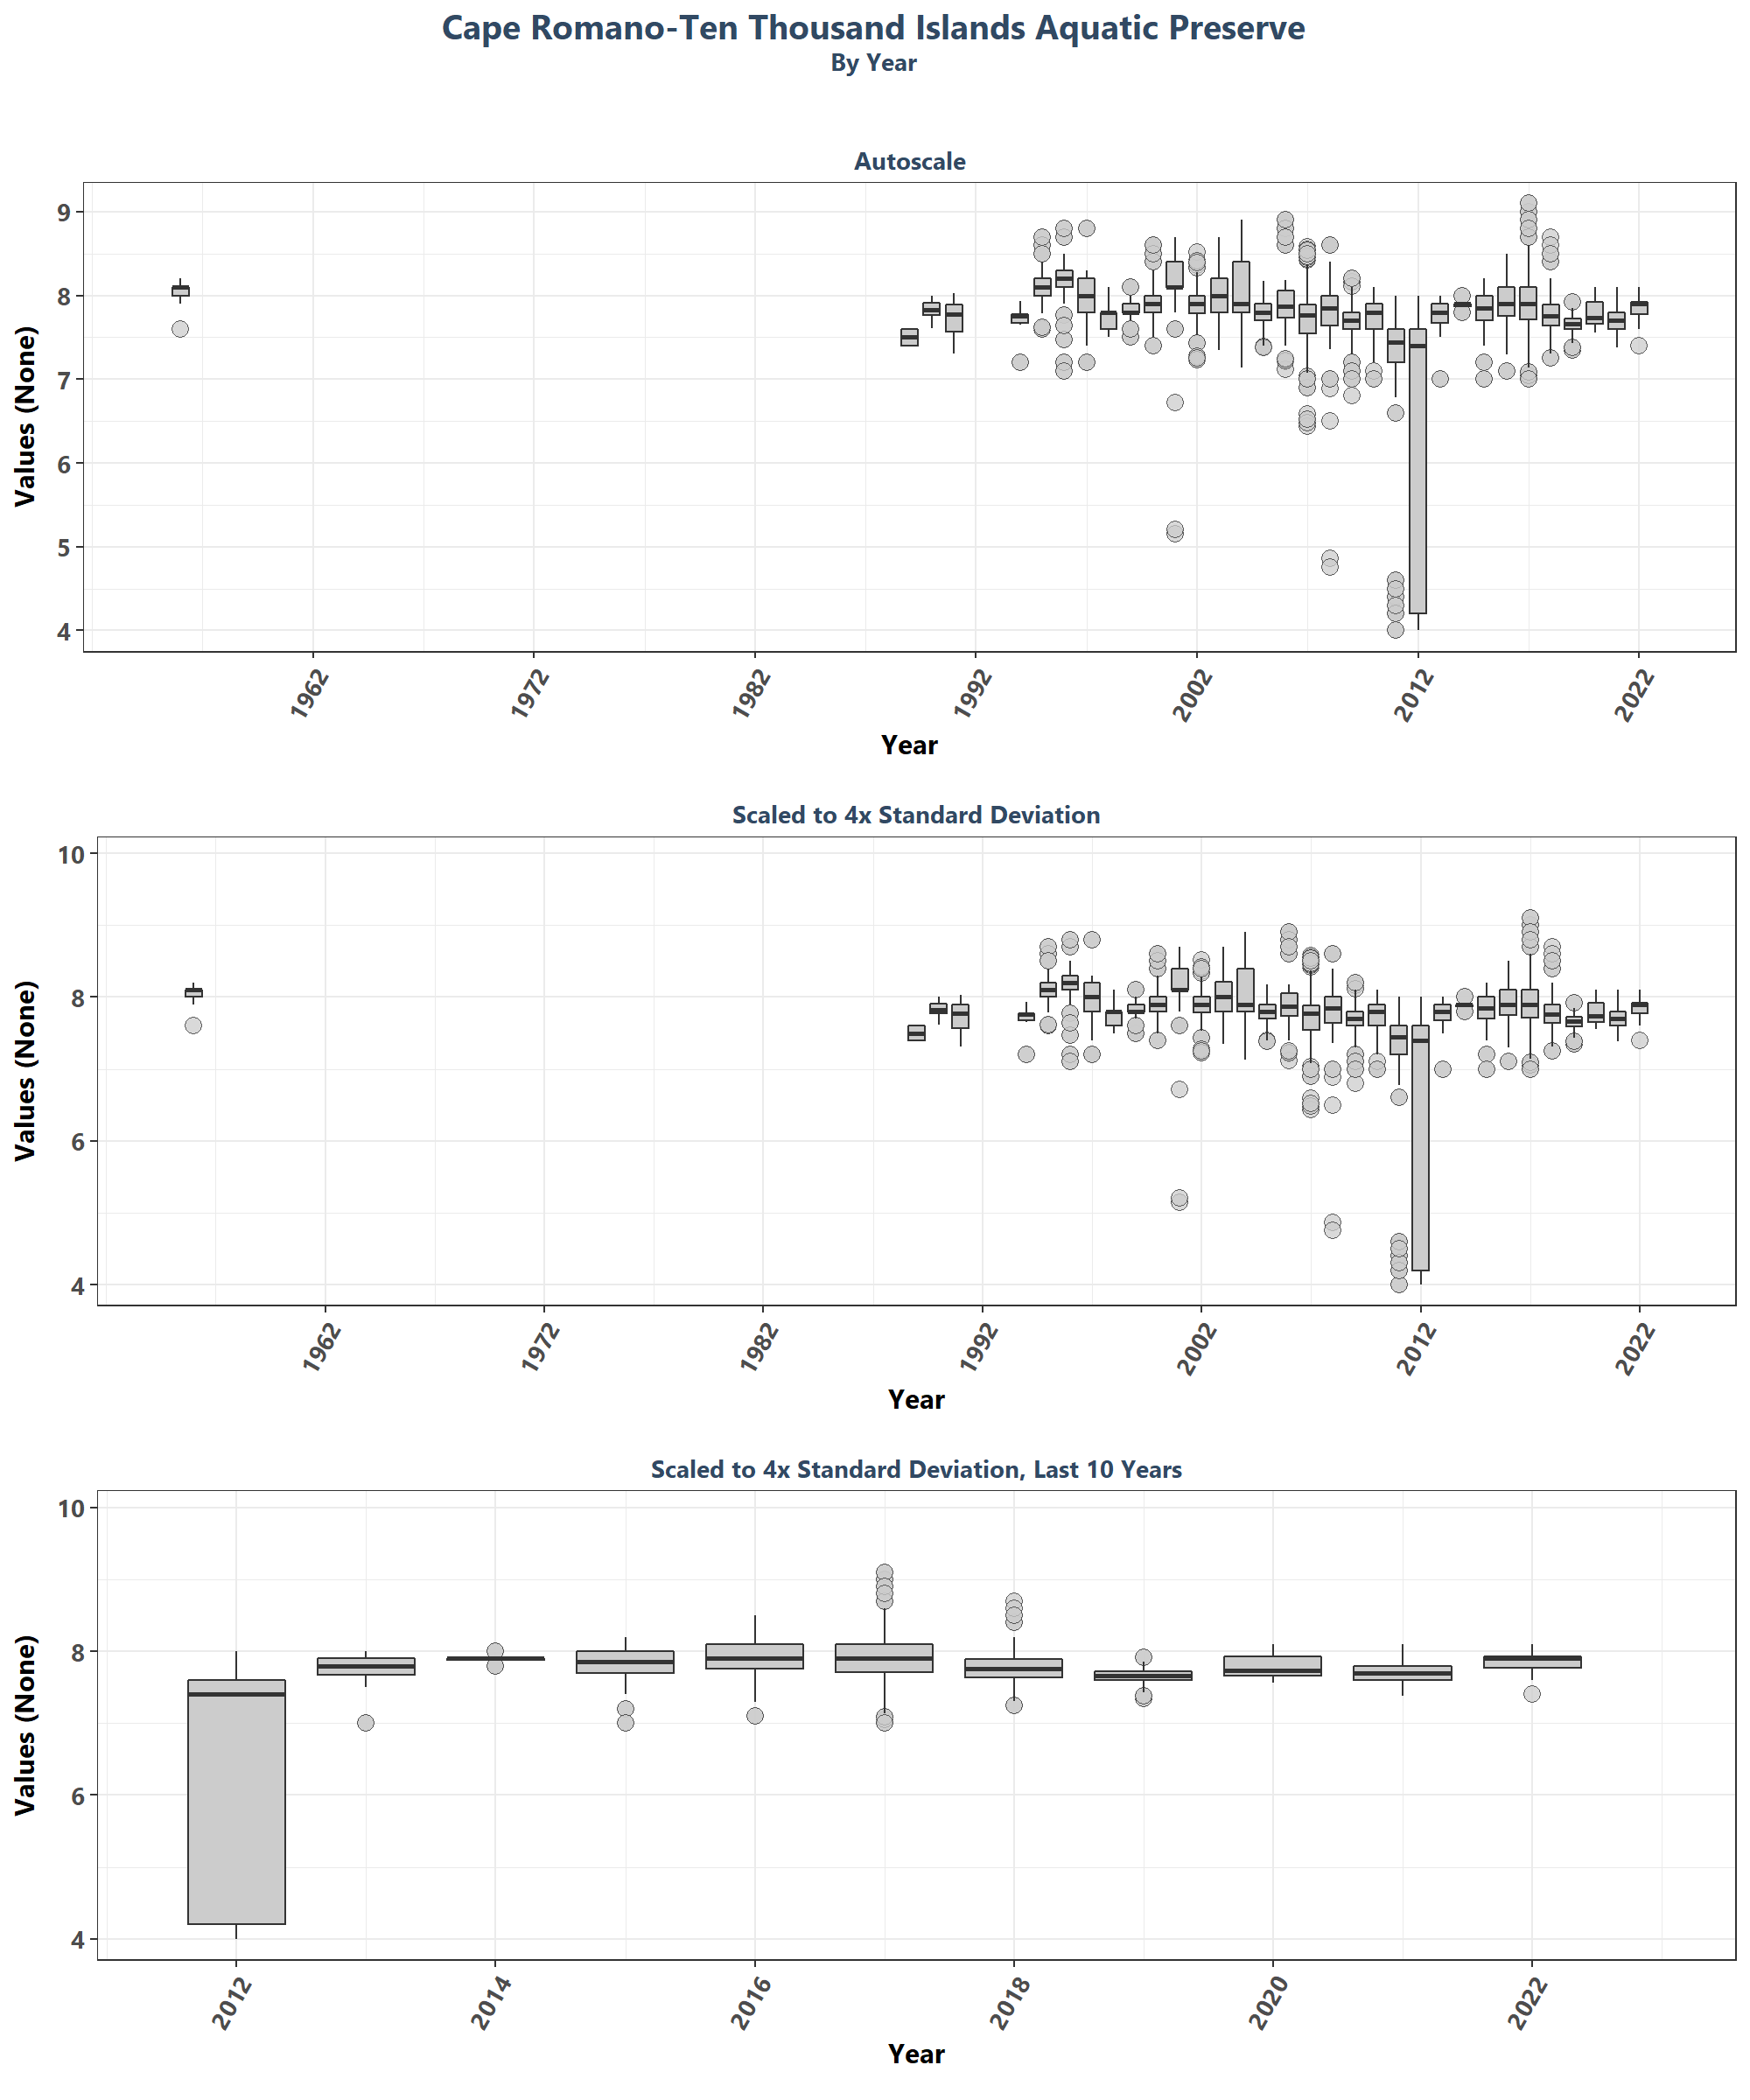 Cape Romano-Ten Thousand Islands Aquatic Preserve
By Year
Autoscale
9
8
7
6
5
4
Values (None)
1962 1972 1982 1992 2002 2012 2022
Year
Scaled to 4x Standard Deviation
10
8
6
4
Values (None)
1962 1972 1982 1992 2002 2012 2022
Year
Scaled to 4x Standard Deviation, Last 10 Years
10
8
6
4
Values (None)
2012 2014 2016 2018 2020 2022
Year